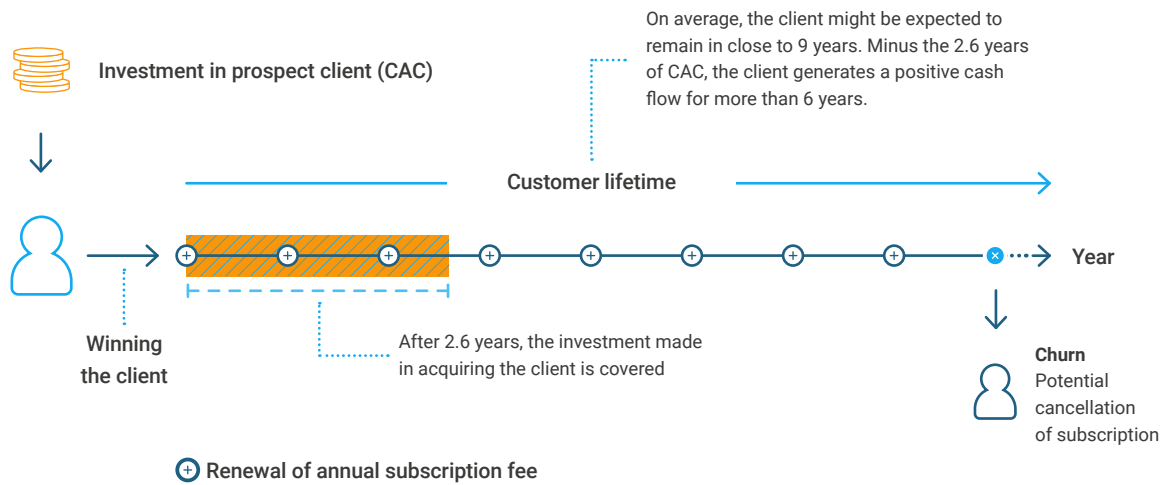 On average, the client might be expected to
remain in close to 9 years. Minus the 2.6 years
of CAC, the client generates a positive cash
flow for more than 6 years.
Investment in prospect client (CAC)
Customer lifetime
Year
Winning
the client
After 2.6 years, the investment made
in acquiring the client is covered
Churn
Potential
cancellation
of subscription
Renewal of annual subscription fee